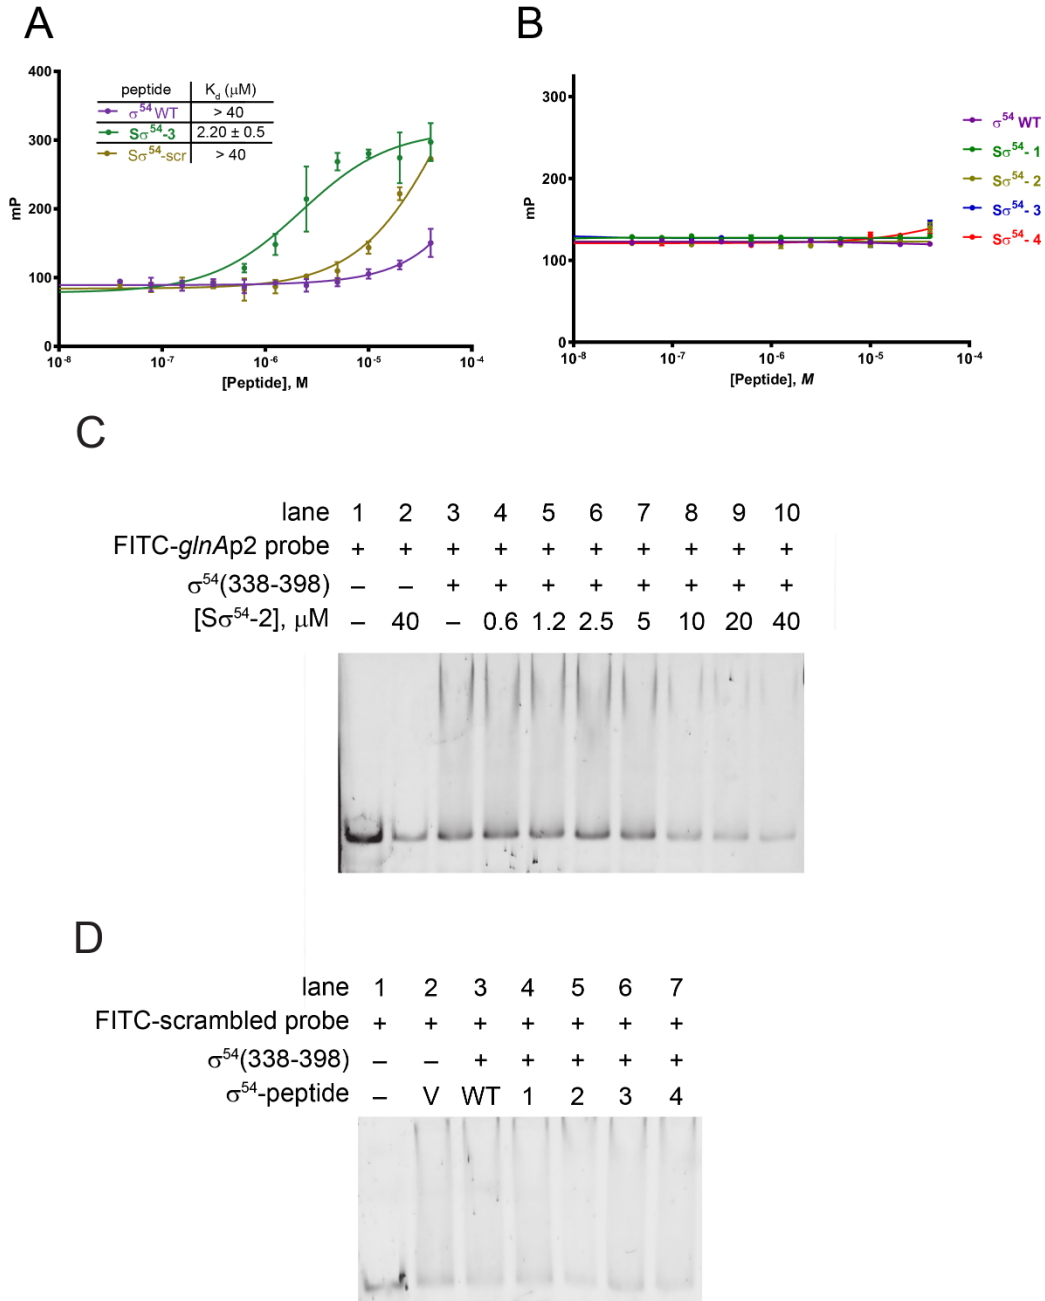 A
400
300
200
100
0
mP
peptide K_d (μM)
σ⁵⁴ WT > 40
Sσ⁵⁴-3 2.20 ± 0.5
Sσ⁵⁴-scr > 40
10⁻⁸ 10⁻⁷ 10⁻⁶ 10⁻⁵ 10⁻⁴
[Peptide], M
B
300
200
100
0
mP
10⁻⁸ 10⁻⁷ 10⁻⁶ 10⁻⁵ 10⁻⁴
[Peptide], M
σ⁵⁴ WT
Sσ⁵⁴- 1
Sσ⁵⁴- 2
Sσ⁵⁴- 3
Sσ⁵⁴- 4
C
lane 1 2 3 4 5 6 7 8 9 10
FITC-glnAp2 probe + + + + + + + + + +
σ⁵⁴(338-398) – – + + + + + + + +
[Sσ⁵⁴-2], μM – 40 – 0.6 1.2 2.5 5 10 20 40
D
lane 1 2 3 4 5 6 7
FITC-scrambled probe + + + + + + +
σ⁵⁴(338-398) – – + + + + +
σ⁵⁴-peptide – V WT 1 2 3 4